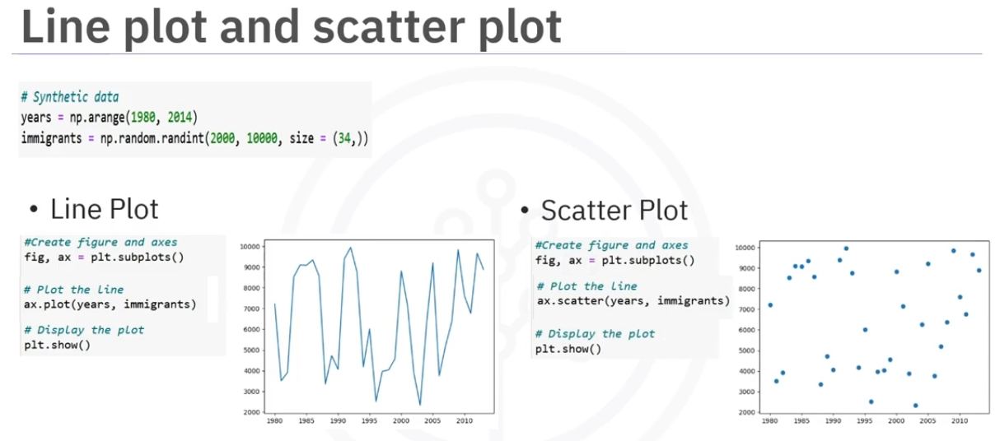 Line plot and scatter plot
# Synthetic data
years = np.arange(1980, 2014)
immigrants = np.random.randint(2000, 10000, size = (34,))
• Line Plot
#Create figure and axes
fig, ax = plt.subplots()
# Plot the line
ax.plot(years, immigrants)
# Display the plot
plt.show()
10000
9000
8000
7000
6000
5000
4000
3000
2000
1980 1985 1990 1995 2000 2005 2010
• Scatter Plot
#Create figure and axes
fig, ax = plt.subplots()
# Plot the line
ax.scatter(years, immigrants)
# Display the plot
plt.show()
10000
9000
8000
7000
6000
5000
4000
3000
2000
1980 1985 1990 1995 2000 2005 2010